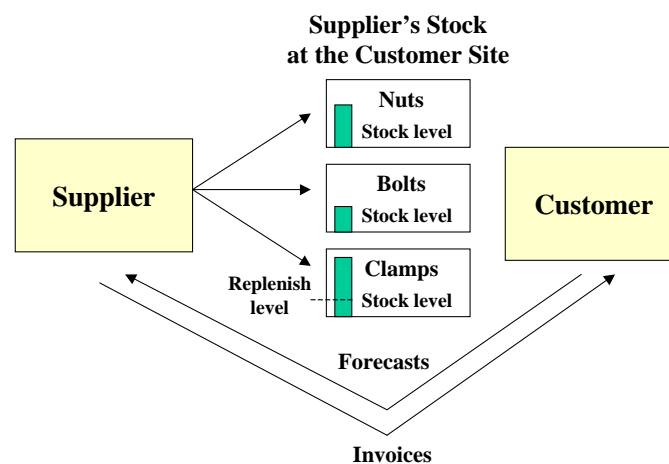 Supplier’s Stock
at the Customer Site
Nuts
Stock level
Supplier
Bolts
Stock level
Customer
Clamps
Replenish
level
Stock level
Forecasts
Invoices